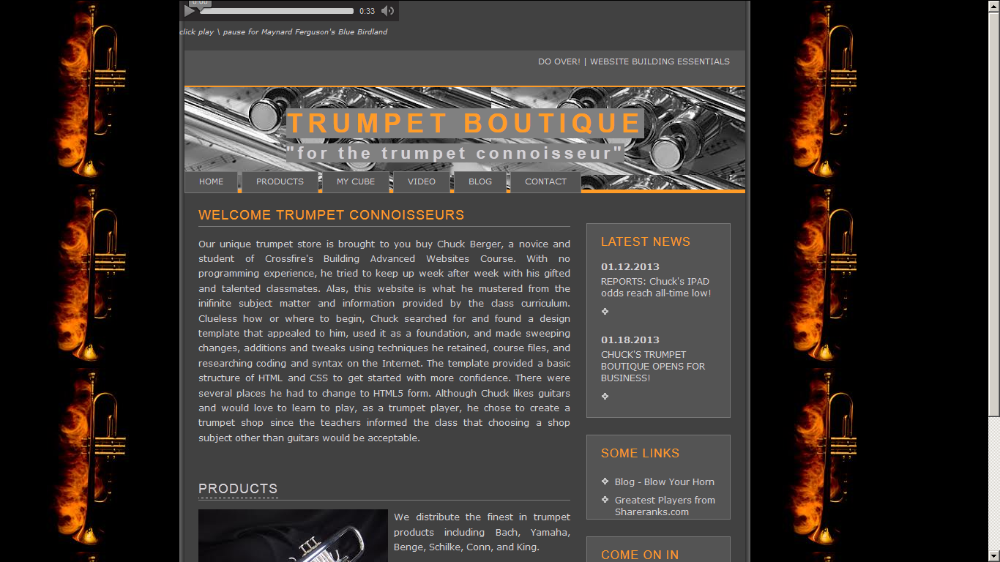 0:00
0:33
click play \ pause for Maynard Ferguson's Blue Birdland
DO OVER! | WEBSITE BUILDING ESSENTIALS
TRUMPET BOUTIQUE
"for the trumpet connoisseur"
HOME PRODUCTS MY CUBE VIDEO BLOG CONTACT
WELCOME TRUMPET CONNOISSEURS
Our unique trumpet store is brought to you buy Chuck Berger, a novice and
student of Crossfire's Building Advanced Websites Course. With no
programming experience, he tried to keep up week after week with his gifted
and talented classmates. Alas, this website is what he mustered from the
inifinite subject matter and information provided by the class curriculum.
Clueless how or where to begin, Chuck searched for and found a design
template that appealed to him, used it as a foundation, and made sweeping
changes, additions and tweaks using techniques he retained, course files, and
researching coding and syntax on the Internet. The template provided a basic
structure of HTML and CSS to get started with more confidence. There were
several places he had to change to HTML5 form. Although Chuck likes guitars
and would love to learn to play, as a trumpet player, he chose to create a
trumpet shop since the teachers informed the class that choosing a shop
subject other than guitars would be acceptable.
PRODUCTS
We distribute the finest in trumpet
products including Bach, Yamaha,
Benge, Schilke, Conn, and King.
LATEST NEWS
01.12.2013
REPORTS: Chuck's IPAD
odds reach all-time low!
01.18.2013
CHUCK'S TRUMPET
BOUTIQUE OPENS FOR
BUSINESS!
SOME LINKS
Blog - Blow Your Horn
Greatest Players from
Shareranks.com
COME ON IN